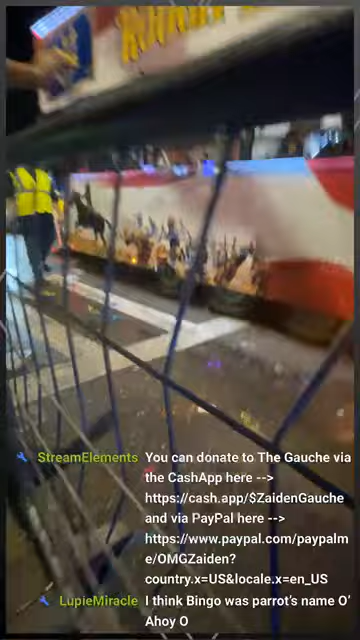 StreamElements You can donate to The Gauche via
the CashApp here -->
https://cash.app/$ZaidenGauche
and via PayPal here -->
https://www.paypal.com/paypalm
e/OMGZaiden?
country.x=US&locale.x=en_US
LupieMiracle I think Bingo was parrot's name O'
Ahoy O